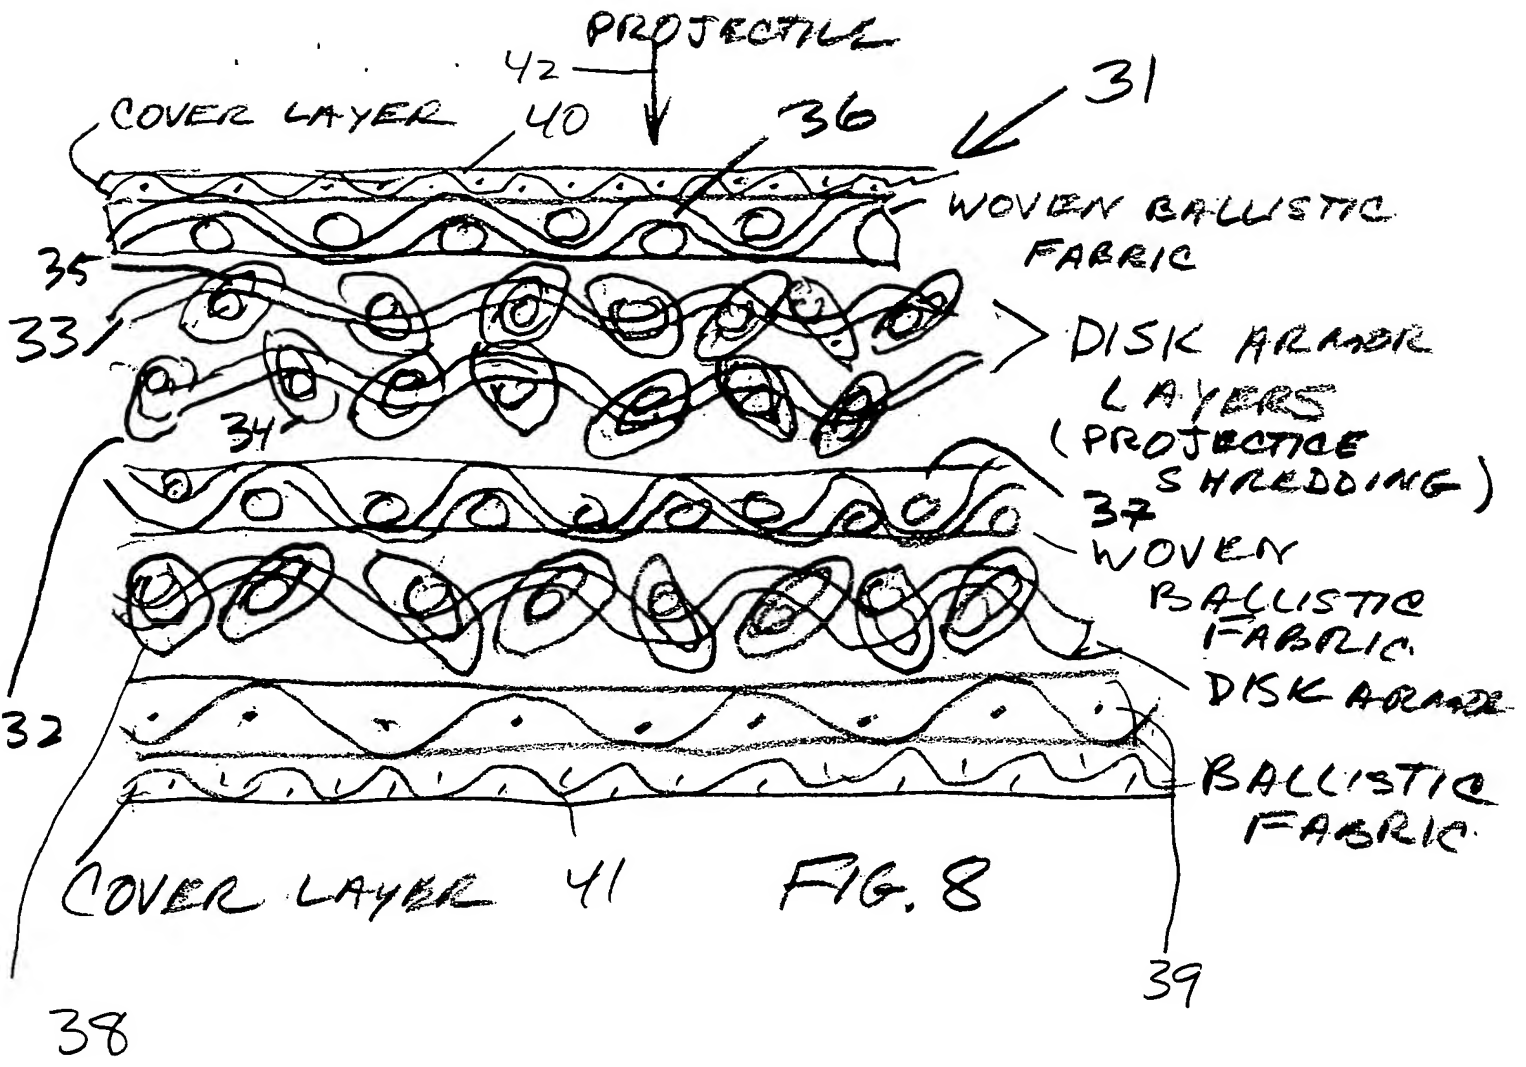 PROJECTILE
42
31
COVER LAYER
40
36
WOVEN BALLISTIC
FABRIC
35
33
DISK ARMOR
LAYERS
(PROJECTILE
SHREDDING)
34
37
WOVEN
BALLISTIC
FABRIC.
DISK ARMOR
32
BALLISTIC
FABRIC.
COVER LAYER
41
FIG. 8
39
38